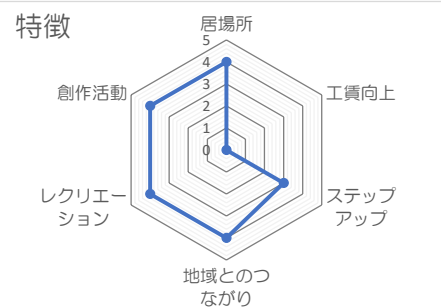 特徴
居場所
5
4
3
2
1
0
工賃向上
ステップ
アップ
地域とのつ
ながり
レクリエー
ション
創作活動